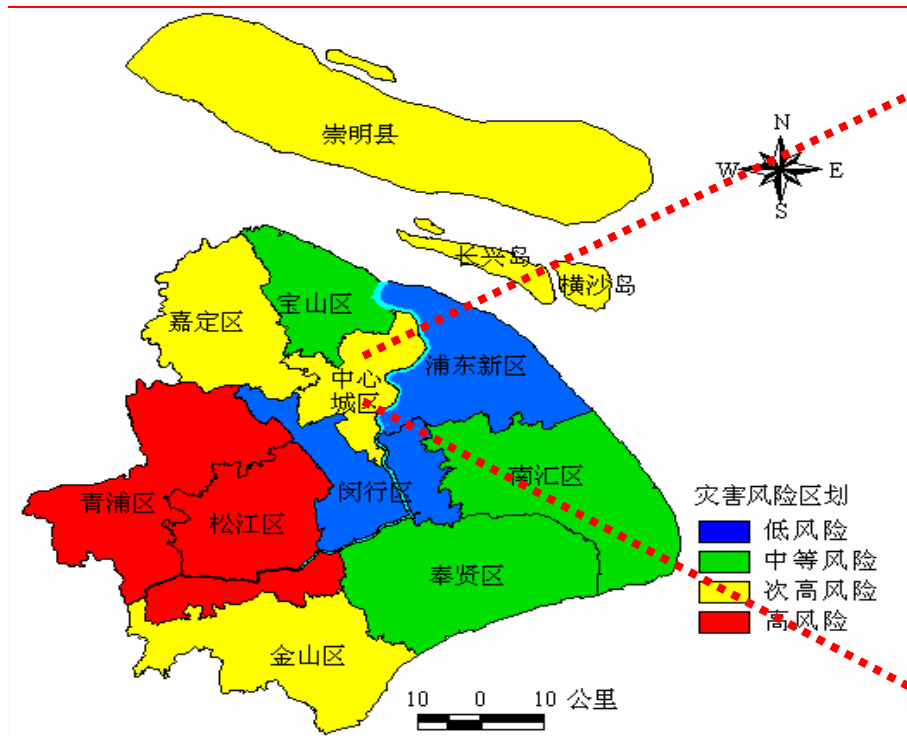 崇明县
N
W E
S
长兴岛
横沙岛
宝山区
嘉定区
浦东新区
中心
城区
南汇区
青浦区
闵行区
松江区
灾害风险区划
低风险
中等风险
奉贤区
次高风险
高风险
金山区
10 0 10 公里